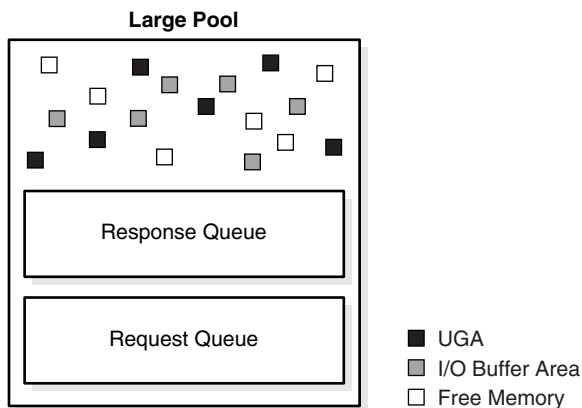 Large Pool
Response Queue
Request Queue
UGA
I/O Buffer Area
Free Memory